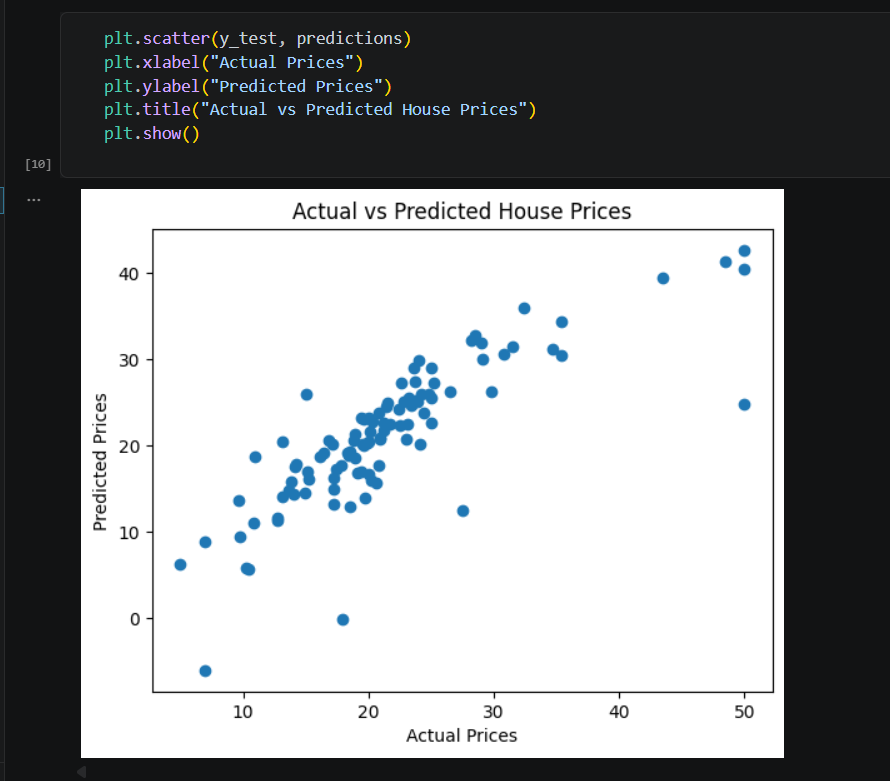 plt.scatter(y_test, predictions)
plt.xlabel("Actual Prices")
plt.ylabel("Predicted Prices")
plt.title("Actual vs Predicted House Prices")
plt.show()
[10]
...
Actual vs Predicted House Prices
40
30
20
10
0
Predicted Prices
10 20 30 40 50
Actual Prices